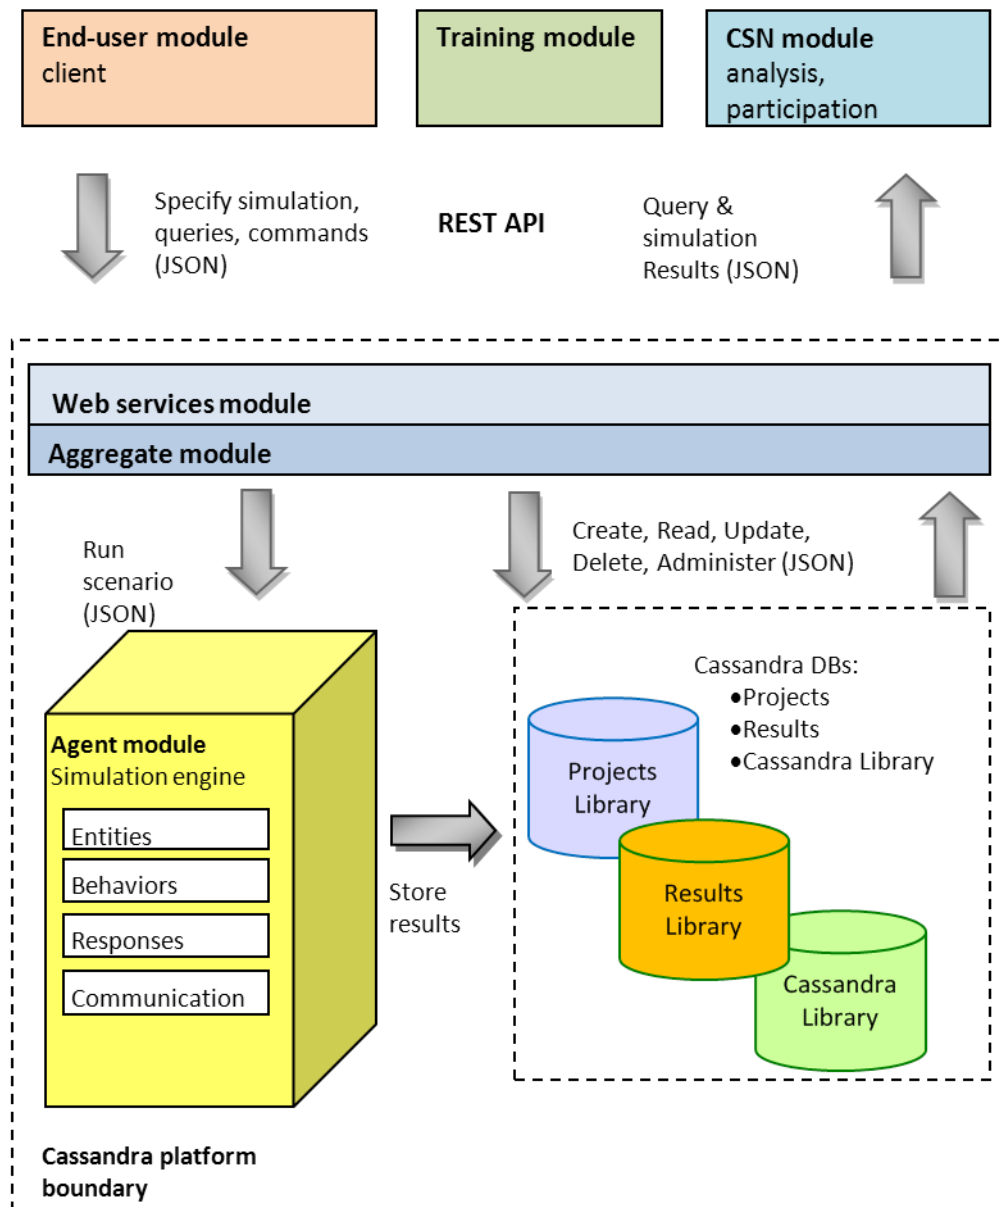 End-user module
client
Training module
CSN module
analysis,
participation
Specify simulation,
queries, commands
(JSON)
REST API
Query &
simulation
Results (JSON)
Web services module
Aggregate module
Run
scenario
(JSON)
Create, Read, Update,
Delete, Administer (JSON)
Agent module
Simulation engine
Entities
Behaviors
Responses
Communication
Store
results
Cassandra DBs:
•Projects
•Results
•Cassandra Library
Projects
Library
Results
Library
Cassandra
Library
Cassandra platform
boundary